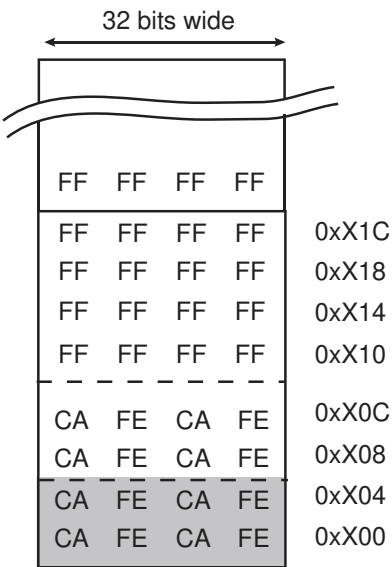 32 bits wide
FF FF FF FF
FF FF FF FF 0xX1C
FF FF FF FF 0xX18
FF FF FF FF 0xX14
FF FF FF FF 0xX10
CA FE CA FE 0xX0C
CA FE CA FE 0xX08
CA FE CA FE 0xX04
CA FE CA FE 0xX00